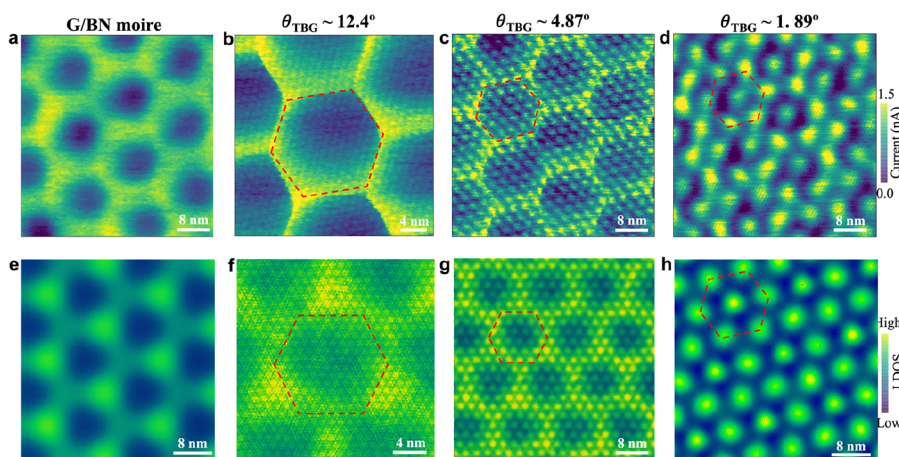 G/BN moire
θTBG ~ 12.4°
θTBG ~ 4.87°
θTBG ~ 1. 89°
a
b
c
d
8 nm
4 nm
8 nm
8 nm
1.5
Current (nA)
0.0
e
f
g
h
8 nm
4 nm
8 nm
8 nm
High
LDOS
Low